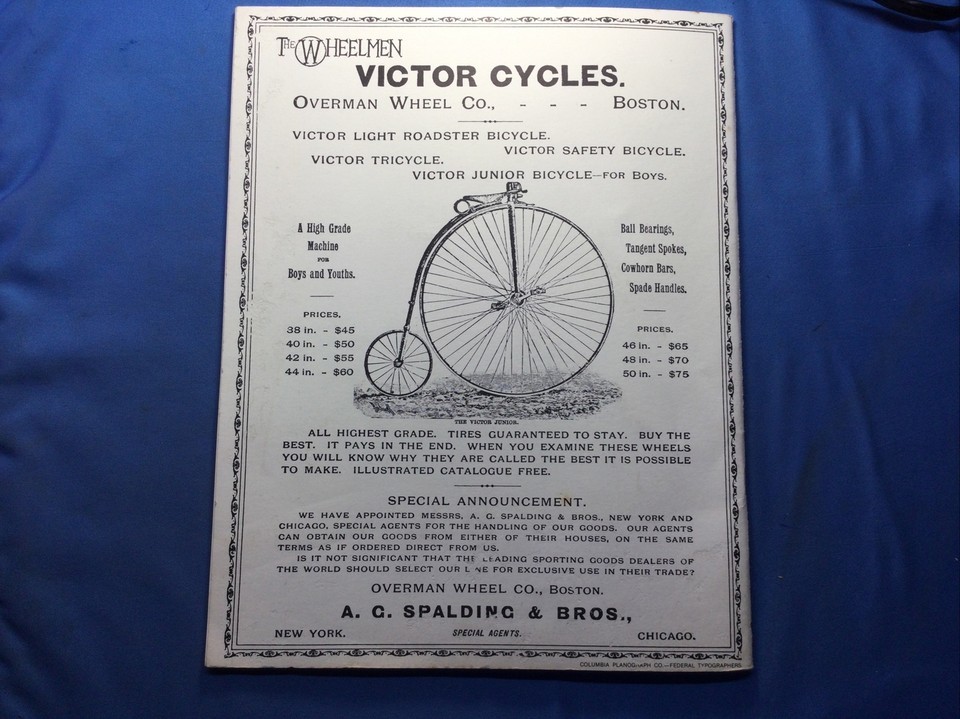 The Wheelmen
VICTOR CYCLES.
OVERMAN WHEEL CO., - - - BOSTON.
VICTOR LIGHT ROADSTER BICYCLE.
VICTOR SAFETY BICYCLE.
VICTOR TRICYCLE.
VICTOR JUNIOR BICYCLE—FOR BOYS.
A High Grade
Machine
FOR
Boys and Youths.
PRICES.
38 in. - $45
40 in. - $50
42 in. - $55
44 in. - $60
Ball Bearings,
Tangent Spokes,
Cowhorn Bars,
Spade Handles.
PRICES.
46 in. - $65
48 in. - $70
50 in. - $75
THE VICTOR JUNIOR.
ALL HIGHEST GRADE. TIRES GUARANTEED TO STAY. BUY THE
BEST. IT PAYS IN THE END. WHEN YOU EXAMINE THESE WHEELS
YOU WILL KNOW WHY THEY ARE CALLED THE BEST IT IS POSSIBLE
TO MAKE. ILLUSTRATED CATALOGUE FREE.
SPECIAL ANNOUNCEMENT.
WE HAVE APPOINTED MESSRS. A. G. SPALDING & BROS., NEW YORK AND
CHICAGO, SPECIAL AGENTS FOR THE HANDLING OF OUR GOODS. OUR AGENTS
CAN OBTAIN OUR GOODS FROM EITHER OF THEIR HOUSES, ON THE SAME
TERMS AS IF ORDERED DIRECT FROM US.
IS IT NOT SIGNIFICANT THAT THE LEADING SPORTING GOODS DEALERS OF
THE WORLD SHOULD SELECT OUR LINE FOR EXCLUSIVE USE IN THEIR TRADE?
OVERMAN WHEEL CO., BOSTON.
A. G. SPALDING & BROS.,
NEW YORK. SPECIAL AGENTS. CHICAGO.
COLUMBIA PLANOGRAPH CO.—FEDERAL TYPOGRAPHERS